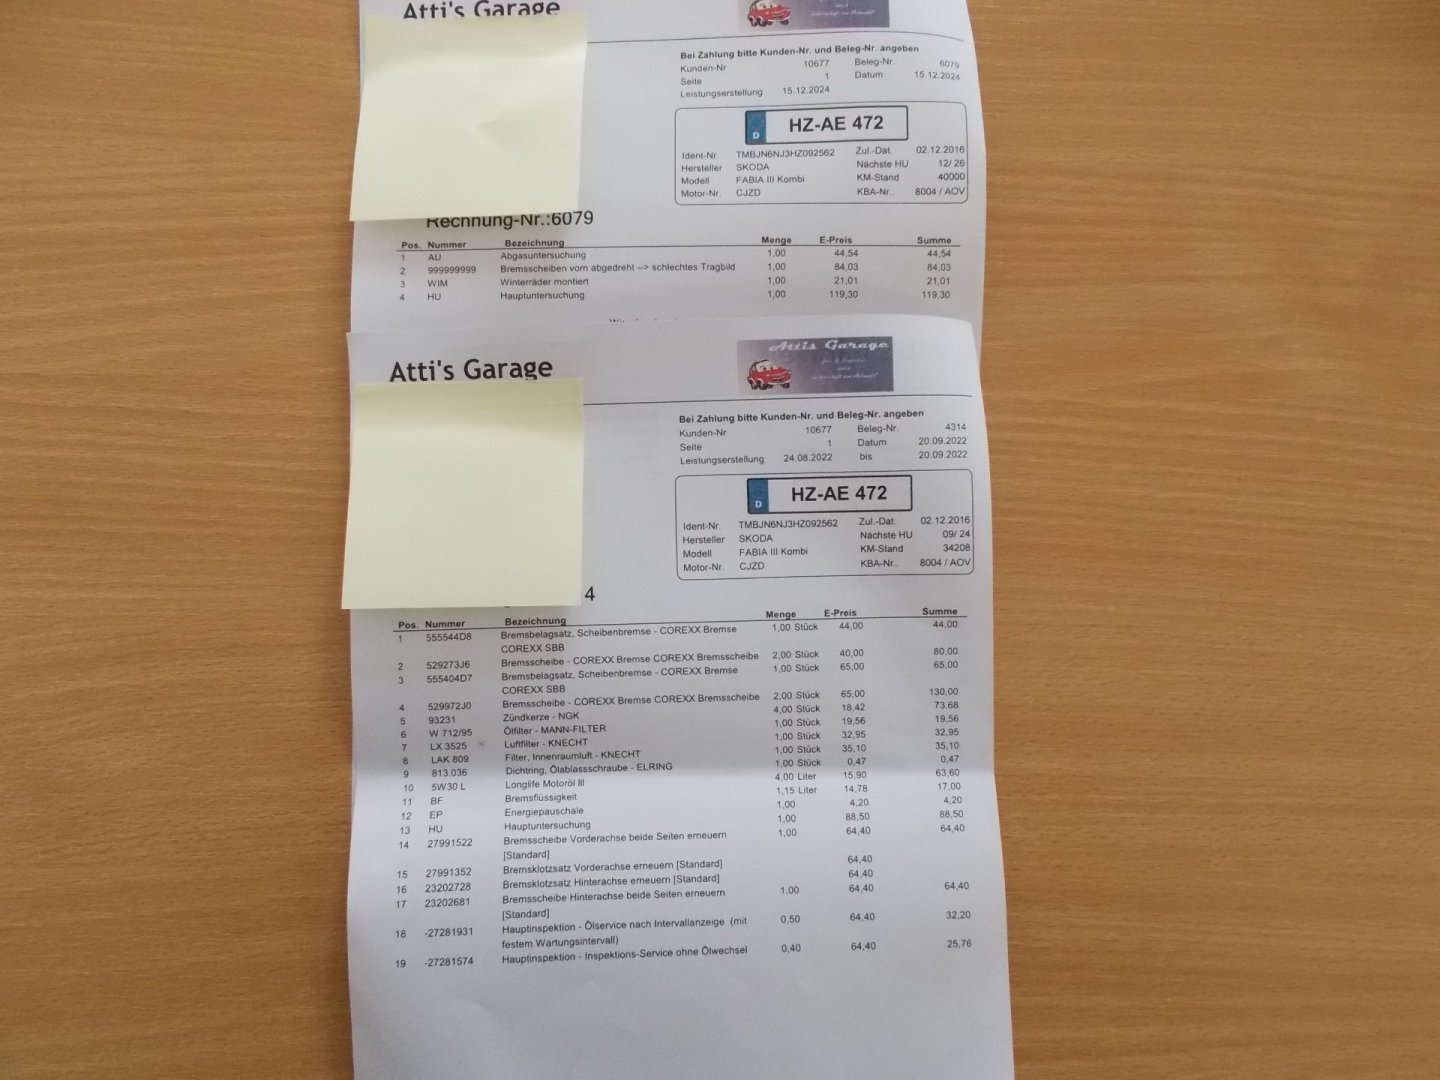 Atti's Garage
Bei Zahlung bitte Kunden-Nr. und Beleg-Nr. angeben
Kunden-Nr 10677 Beleg-Nr. 6079
Seite 1 Datum 15.12.2024
Leistungserstellung 15.12.2024
D HZ-AE 472
Ident-Nr. TMBJN6NJ3HZ092562 Zul.-Dat. 02.12.2016
Hersteller SKODA Nächste HU 12/ 26
Modell FABIA III Kombi KM-Stand 40000
Motor-Nr. CJZD KBA-Nr.. 8004 / AOV
Rechnung-Nr.:6079
Pos. Nummer Bezeichnung Menge E-Preis Summe
1 AU Abgasuntersuchung 1,00 44,54 44,54
2 999999999 Bremsscheiben vorn abgedreht --> schlechtes Tragbild 1,00 84,03 84,03
3 WIM Winterräder montiert 1,00 21,01 21,01
4 HU Hauptuntersuchung 1,00 119,30 119,30
Atti's Garage
Attis Garage
Bei Zahlung bitte Kunden-Nr. und Beleg-Nr. angeben
Kunden-Nr 10677 Beleg-Nr. 4314
Seite 1 Datum 20.09.2022
Leistungserstellung 24.08.2022 bis 20.09.2022
D HZ-AE 472
Ident-Nr. TMBJN6NJ3HZ092562 Zul.-Dat. 02.12.2016
Hersteller SKODA Nächste HU 09/ 24
Modell FABIA III Kombi KM-Stand 34208
Motor-Nr. CJZD KBA-Nr.. 8004 / AOV
4
Pos. Nummer Bezeichnung Menge E-Preis Summe
1 555544D8 Bremsbelagsatz, Scheibenbremse - COREXX Bremse 1,00 Stück 44,00 44,00
COREXX SBB
2 529273J6 Bremsscheibe - COREXX Bremse COREXX Bremsscheibe 2,00 Stück 40,00 80,00
3 555404D7 Bremsbelagsatz, Scheibenbremse - COREXX Bremse 1,00 Stück 65,00 65,00
COREXX SBB
4 529972J0 Bremsscheibe - COREXX Bremse COREXX Bremsscheibe 2,00 Stück 65,00 130,00
5 93231 Zündkerze - NGK 4,00 Stück 18,42 73,68
6 W 712/95 Ölfilter - MANN-FILTER 1,00 Stück 19,56 19,56
7 LX 3525 Luftfilter - KNECHT 1,00 Stück 32,95 32,95
8 LAK 809 Filter, Innenraumluft - KNECHT 1,00 Stück 35,10 35,10
9 813.036 Dichtring, Ölablassschraube - ELRING 1,00 Stück 0,47 0,47
10 5W30 L Longlife Motoröl III 4,00 Liter 15,90 63,60
11 BF Bremsflüssigkeit 1,15 Liter 14,78 17,00
12 EP Energiepauschale 1,00 4,20 4,20
13 HU Hauptuntersuchung 1,00 88,50 88,50
14 27991522 Bremsscheibe Vorderachse beide Seiten erneuern 1,00 64,40 64,40
[Standard]
15 27991352 Bremsklotzsatz Vorderachse erneuern [Standard] 64,40
16 23202728 Bremsklotzsatz Hinterachse erneuern [Standard] 64,40
17 23202681 Bremsscheibe Hinterachse beide Seiten erneuern 1,00 64,40 64,40
[Standard]
18 -27281931 Hauptinspektion - Ölservice nach Intervallanzeige (mit 0,50 64,40 32,20
festem Wartungsintervall)
19 -27281574 Hauptinspektion - Inspektions-Service ohne Ölwechsel 0,40 64,40 25,76